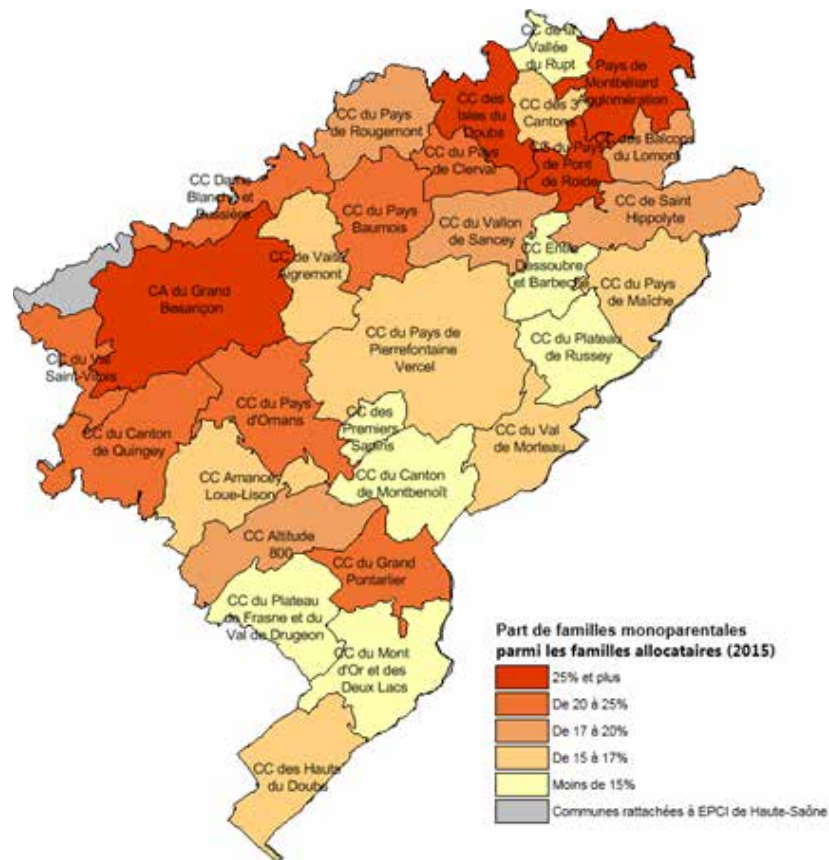 CC de la
Vallée
du Rupt
Pays de
Montbéliard
Agglomération
CC des
Isles du
Doubs
CC des 3
Cantons
CC du Pays
de Rougemont
CC du Pays
de Clerval
CC du Pays
de Pont
de Roide
CC des Balcons
du Lomont
CC Dame
Blanche et
Bussière
CC du Pays
Baumois
CC du Vallon
de Sancey
CC de Saint
Hippolyte
CC de Vaite
Aigremont
CC Entre
Dessoubre
et Barbèche
CA du Grand
Besançon
CC du Pays
de Maîche
CC du Pays de
Pierrefontaine
Vercel
CC du Plateau
de Russey
CC du Val
Saint-Vitois
CC du Pays
d'Ornans
CC des
Premiers
Sapins
CC du Canton
de Quingey
CC du Val
de Morteau
CC Amancey
Loue-Lison
CC du Canton
de Montbenoît
CC Altitude
800
CC du Grand
Pontarlier
CC du Plateau
de Frasne et du
Val de Drugeon
CC du Mont
d'Or et des
Deux Lacs
CC des Hauts
du Doubs
Part de familles monoparentales
parmi les familles allocataires (2015)
25% et plus
De 20 à 25%
De 17 à 20%
De 15 à 17%
Moins de 15%
Communes rattachées à EPCI de Haute-Saône